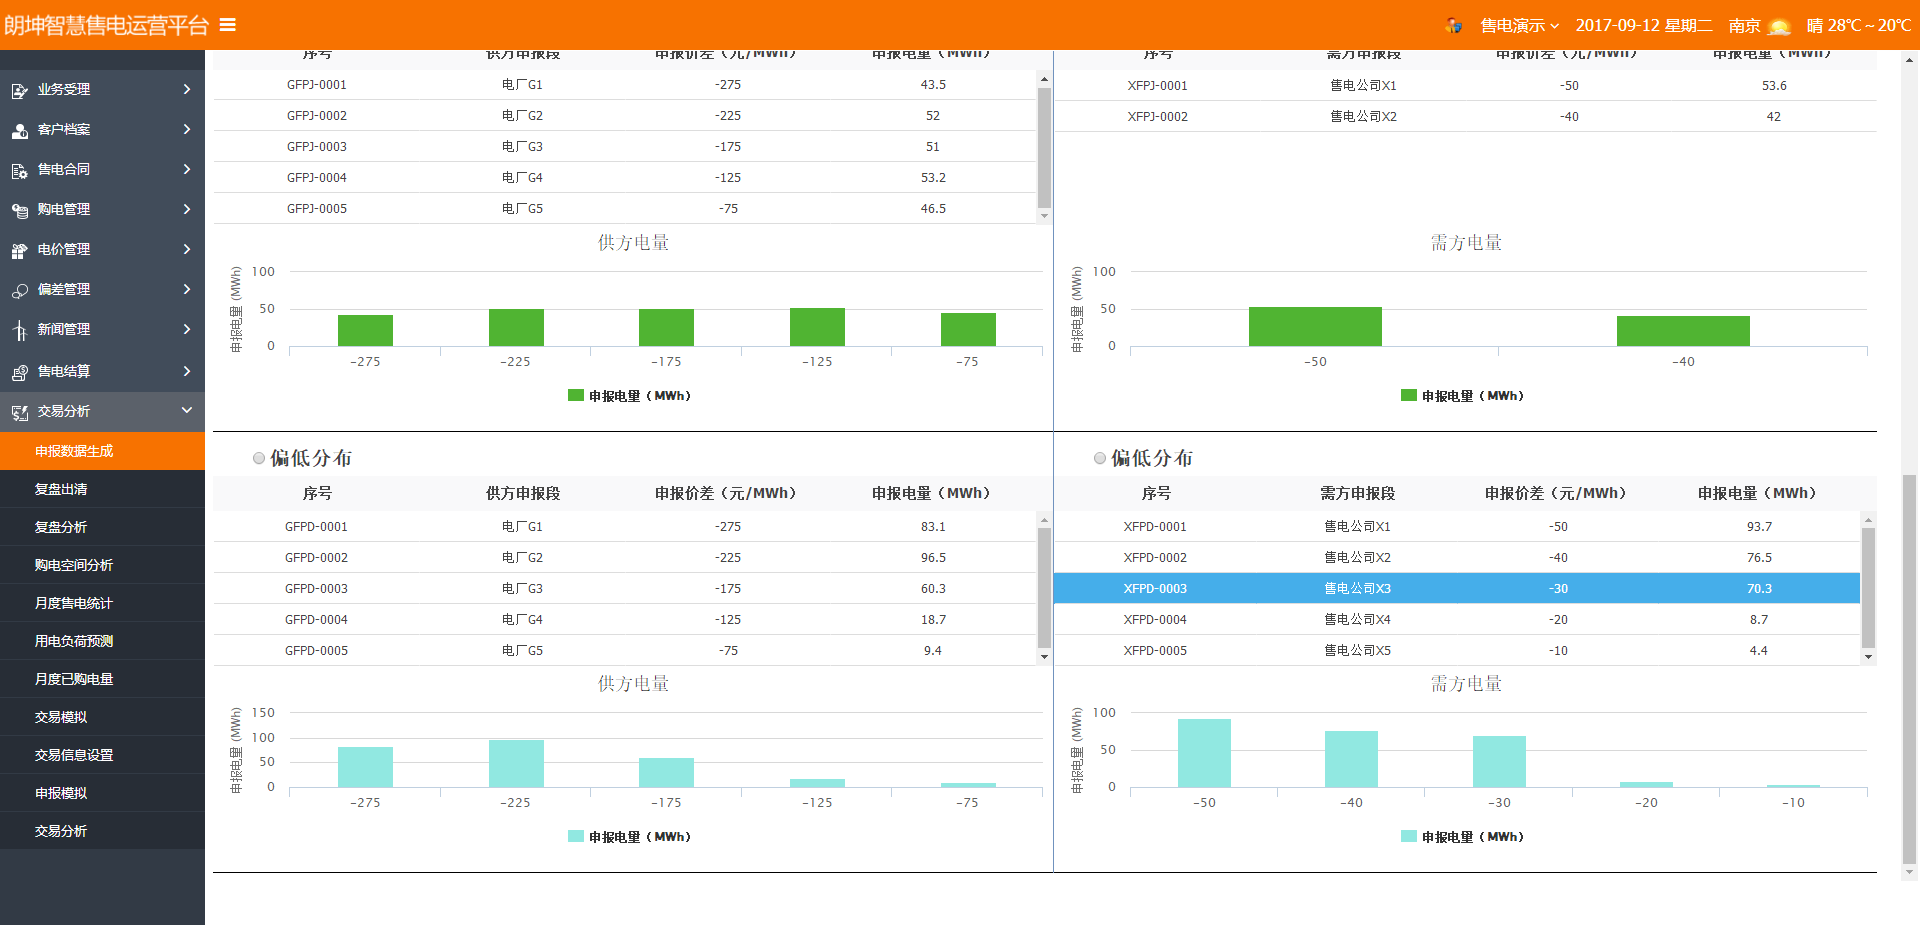 朗坤智慧售电运营平台
售电演示 2017-09-12 星期二 南京 晴 28℃ ~ 20℃
业务受理
客户档案
售电合同
购电管理
电价管理
偏差管理
新闻管理
售电结算
交易分析
申报数据生成
复盘出清
复盘分析
购电空间分析
月度售电统计
用电负荷预测
月度已购电量
交易模拟
交易信息设置
申报模拟
交易分析
序号 供方申报段 申报价差（元/MWh） 申报电量（MWh）
GFPJ-0001 电厂G1 -275 43.5
GFPJ-0002 电厂G2 -225 52
GFPJ-0003 电厂G3 -175 51
GFPJ-0004 电厂G4 -125 53.2
GFPJ-0005 电厂G5 -75 46.5
供方电量
申报电量 (MWh)
100
50
0
-275 -225 -175 -125 -75
申报电量（MWh）
序号 需方申报段 申报价差（元/MWh） 申报电量（MWh）
XFPJ-0001 售电公司X1 -50 53.6
XFPJ-0002 售电公司X2 -40 42
需方电量
申报电量 (MWh)
100
50
0
-50 -40
申报电量（MWh）
偏低分布
序号 供方申报段 申报价差（元/MWh） 申报电量（MWh）
GFPD-0001 电厂G1 -275 83.1
GFPD-0002 电厂G2 -225 96.5
GFPD-0003 电厂G3 -175 60.3
GFPD-0004 电厂G4 -125 18.7
GFPD-0005 电厂G5 -75 9.4
供方电量
申报电量 (MWh)
150
100
50
0
-275 -225 -175 -125 -75
申报电量（MWh）
偏低分布
序号 需方申报段 申报价差（元/MWh） 申报电量（MWh）
XFPD-0001 售电公司X1 -50 93.7
XFPD-0002 售电公司X2 -40 76.5
XFPD-0003 售电公司X3 -30 70.3
XFPD-0004 售电公司X4 -20 8.7
XFPD-0005 售电公司X5 -10 4.4
需方电量
申报电量 (MWh)
100
50
0
-50 -40 -30 -20 -10
申报电量（MWh）